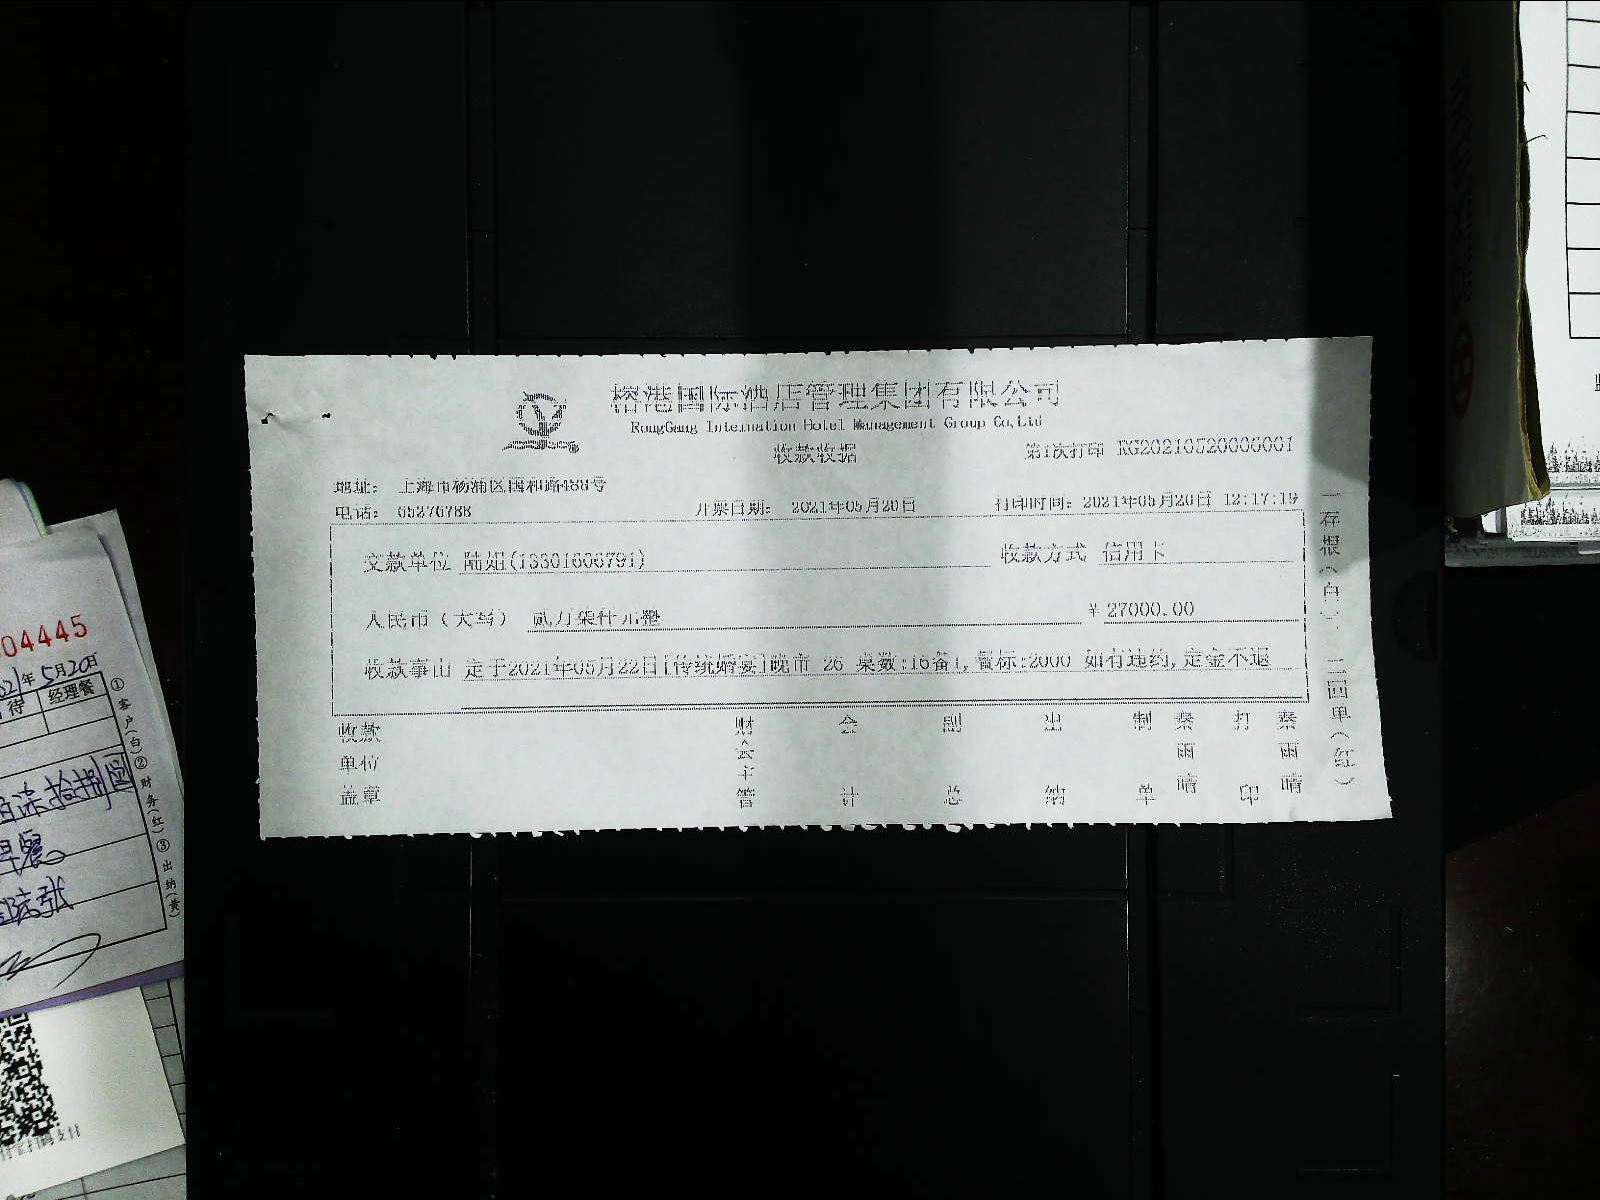 榕港国际酒店管理集团有限公司
RongGang Internation Hotel Management Group Co,Ltd
收款收据
第1次打印 RG20210520000001
地址: 上海市杨浦区国和路488号
电话: 65276788
开票日期: 2021年05月20日
打印时间: 2021年05月20日 12:17:19
交款单位 陆姐
收款方式 信用卡
人民币(大写) 贰万柒仟元整
¥ 27000.00
收款事由 定于2021年05月22日[传统婚宴]晚市 26 桌数:16备1,餐标:2000 如有违约,定金不退
收款单位盖章
财会主管
会计
副总
出纳
制单 秦雨晴
打印 秦雨晴
一存根(白)、二回单(红)
04445
年5月20日
待 经理餐
①客户(白)②财务(红)③出纳(黄)
早餐